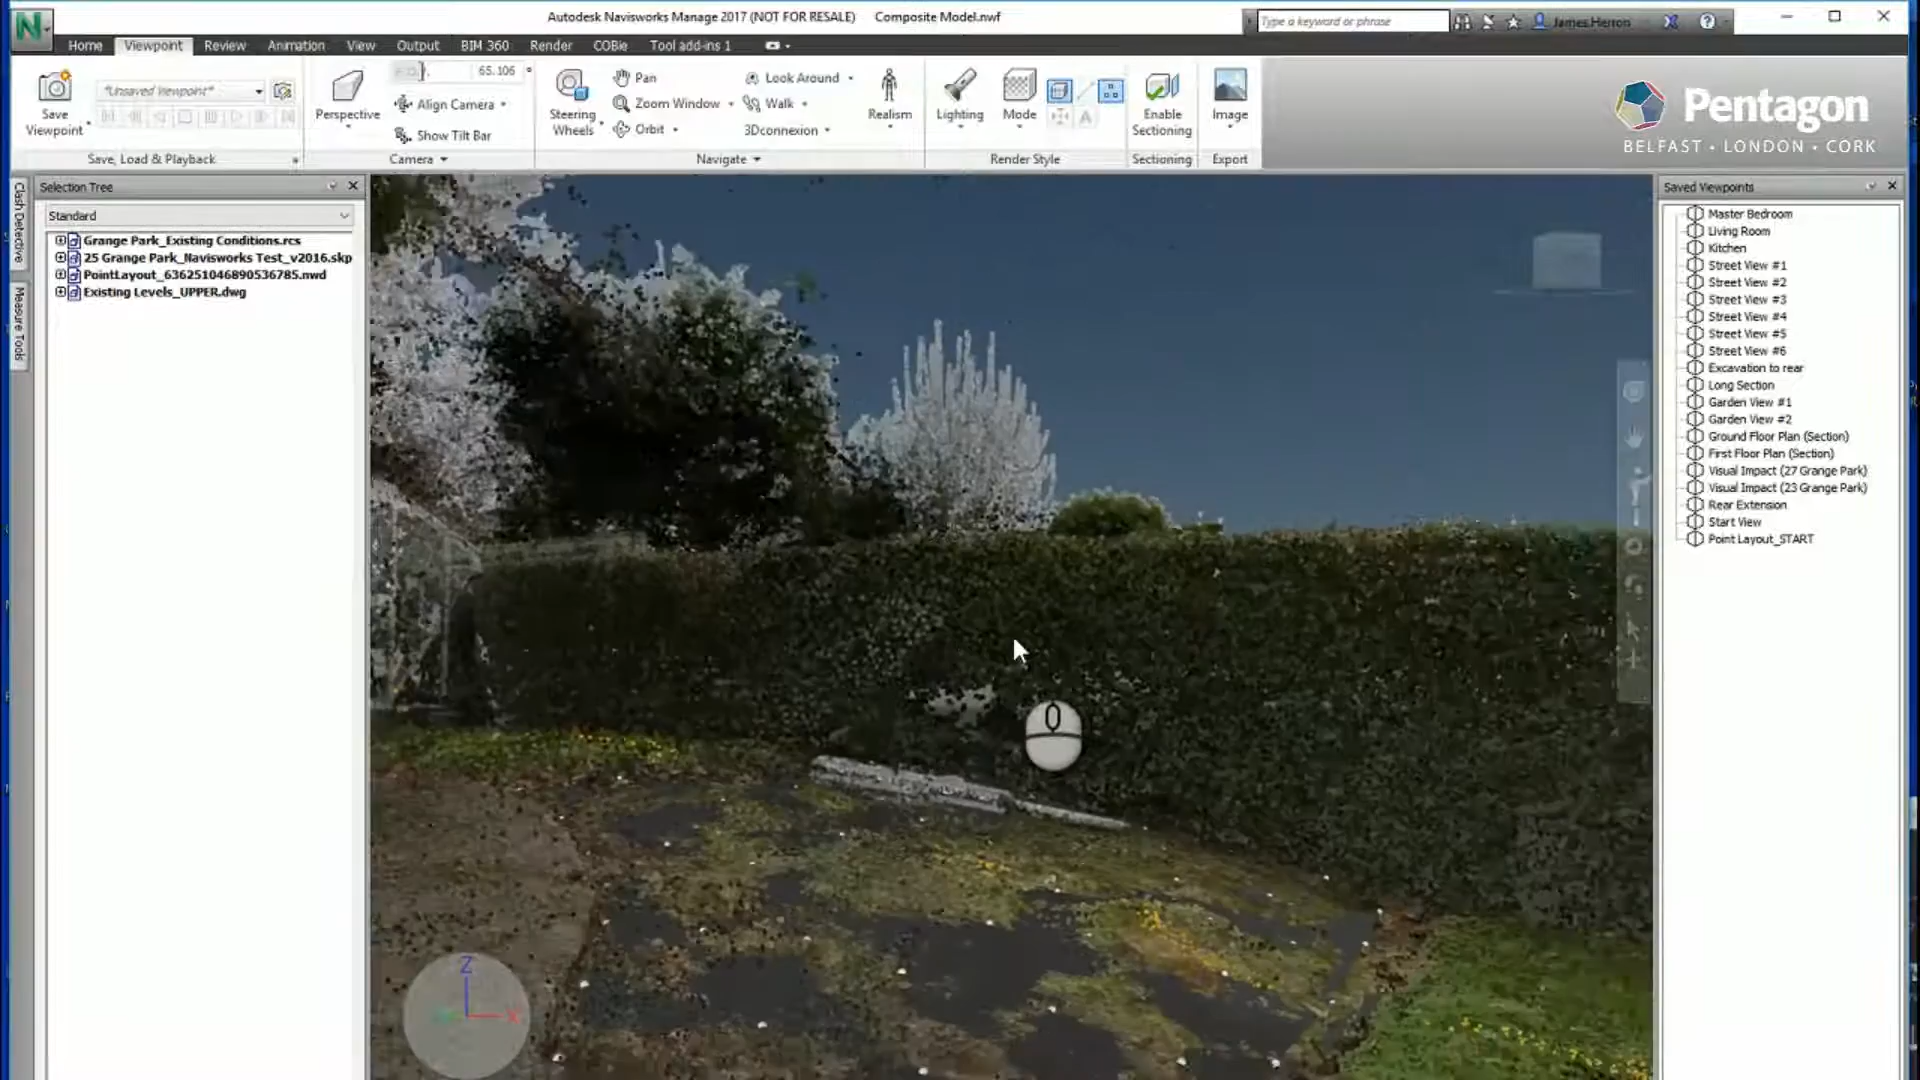 Autodesk Navisworks Manage 2017 (NOT FOR RESALE) Composite Model.nwf
Type a keyword or phrase
James.Herron
Home Viewpoint Review Animation View Output BIM 360 Render COBie Tool add-ins 1
Save Viewpoint
*Unsaved Viewpoint*
Save, Load & Playback
Perspective
65.106 °
Align Camera
Show Tilt Bar
Camera
Steering Wheels
Pan
Zoom Window
Orbit
Look Around
Walk
3Dconnexion
Navigate
Realism
Lighting
Mode
A
Render Style
Enable Sectioning
Sectioning
Image
Export
Pentagon
BELFAST • LONDON • CORK
Clash Detective
Measure Tools
Selection Tree
Standard
Grange Park_Existing Conditions.rcs
25 Grange Park_Navisworks Test_v2016.skp
PointLayout_636251046890536785.nwd
Existing Levels_UPPER.dwg
Z
X
Saved Viewpoints
Master Bedroom
Living Room
Kitchen
Street View #1
Street View #2
Street View #3
Street View #4
Street View #5
Street View #6
Excavation to rear
Long Section
Garden View #1
Garden View #2
Ground Floor Plan (Section)
First Floor Plan (Section)
Visual Impact (27 Grange Park)
Visual Impact (23 Grange Park)
Rear Extension
Start View
Point Layout_START